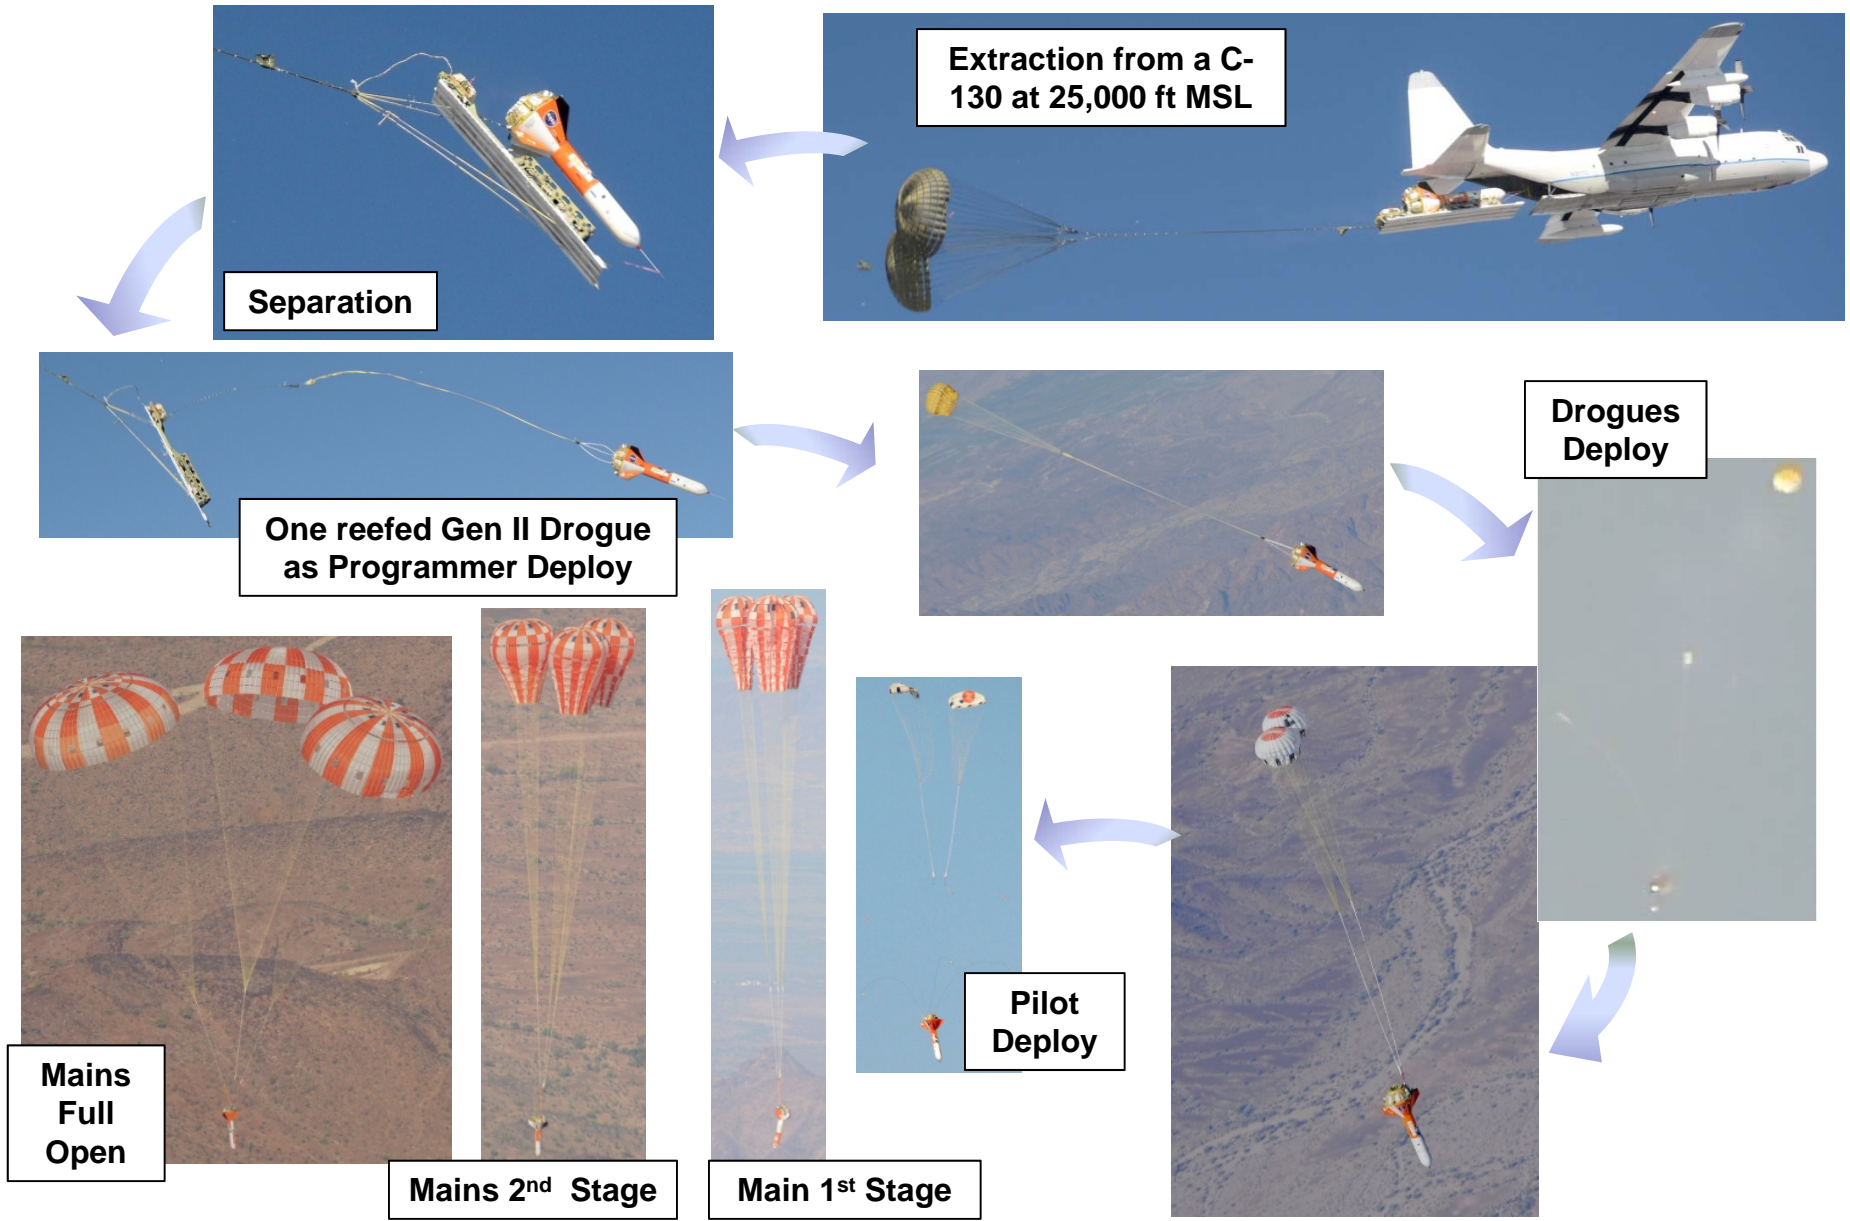 Extraction from a C-
130 at 25,000 ft MSL
Separation
One reefed Gen II Drogue
as Programmer Deploy
Drogues
Deploy
Pilot
Deploy
Main 1st Stage
Mains 2nd Stage
Mains
Full
Open